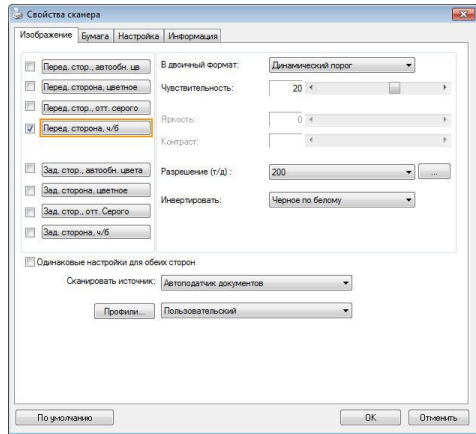 Свойства сканера
Изображение Бумага Настройка Информация
Перед. стор., автообн. цв
Перед. сторона, цветное
Перед. стор., отт. серого
Перед. сторона, ч/б
Зад. стор., автообн. цвета
Зад. сторона, цветное
Зад. стор., отт. Серого
Зад. сторона, ч/б
В двоичный формат: Динамический порог
Чувствительность: 20
Яркость: 0
Контраст:
Разрешение (т/д) : 200 ...
Инвертировать: Черное по белому
Одинаковые настройки для обеих сторон
Сканировать источник: Автоподатчик документов
Профили... Пользовательский
По умолчанию OK Отменить